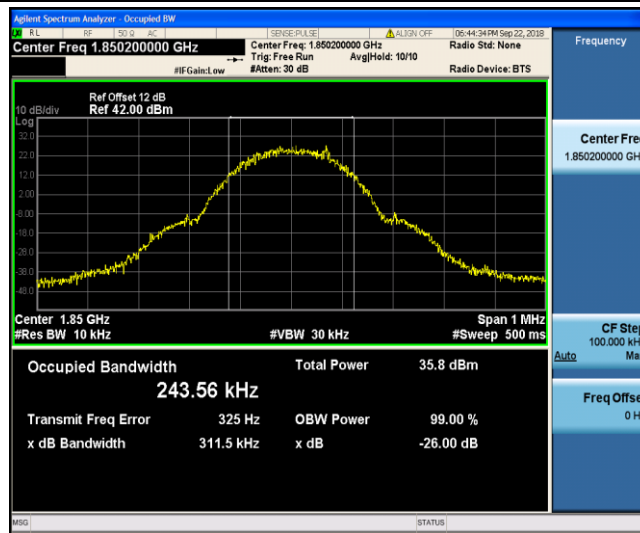 Agilent Spectrum Analyzer - Occupied BW
RL RF 50 Ω AC SENSE:PULSE ALIGN OFF 06:44:34 PM Sep 22, 2018
Center Freq 1.850200000 GHz Center Freq: 1.850200000 GHz Radio Std: None Frequency
Trig: Free Run Avg|Hold: 10/10
#IFGain:Low #Atten: 30 dB Radio Device: BTS
Ref Offset 12 dB
10 dB/div Ref 42.00 dBm
Log
32.0
22.0
12.0
2.00
-8.00
-18.0
-28.0
-38.0
-48.0
Center Fre
1.850200000 GH
Center 1.85 GHz Span 1 MHz
#Res BW 10 kHz #VBW 30 kHz #Sweep 500 ms
CF Step
100.000 kH
Auto Ma
Occupied Bandwidth Total Power 35.8 dBm
243.56 kHz
Freq Offse
0 H
Transmit Freq Error 325 Hz OBW Power 99.00 %
x dB Bandwidth 311.5 kHz x dB -26.00 dB
MSG STATUS